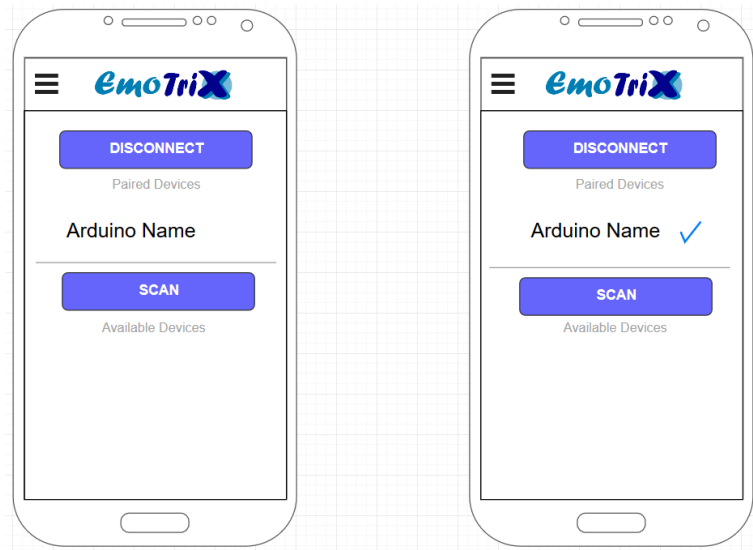 EmoTriX
DISCONNECT
Paired Devices
Arduino Name
SCAN
Available Devices
EmoTriX
DISCONNECT
Paired Devices
Arduino Name
SCAN
Available Devices